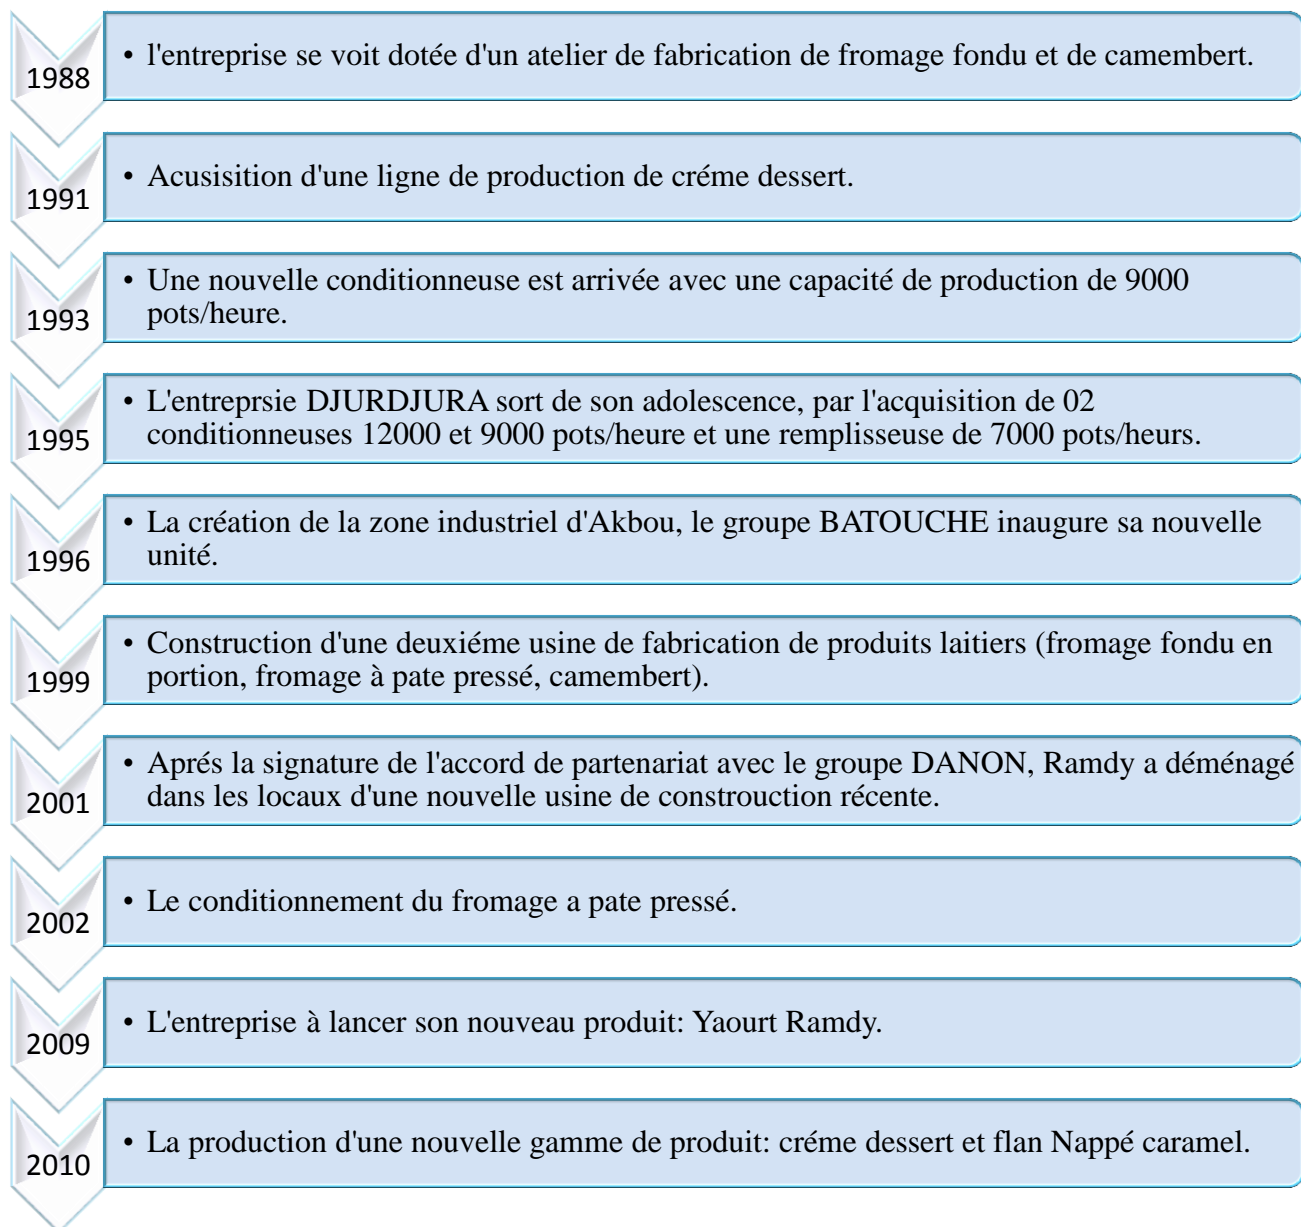 1988
• l'entreprise se voit dotée d'un atelier de fabrication de fromage fondu et de camembert.
1991
• Acusisition d'une ligne de production de créme dessert.
1993
• Une nouvelle conditionneuse est arrivée avec une capacité de production de 9000
pots/heure.
1995
• L'entreprsie DJURDJURA sort de son adolescence, par l'acquisition de 02
conditionneuses 12000 et 9000 pots/heure et une remplisseuse de 7000 pots/heurs.
1996
• La création de la zone industriel d'Akbou, le groupe BATOUCHE inaugure sa nouvelle
unité.
1999
• Construction d'une deuxiéme usine de fabrication de produits laitiers (fromage fondu en
portion, fromage à pate pressé, camembert).
2001
• Aprés la signature de l'accord de partenariat avec le groupe DANON, Ramdy a déménagé
dans les locaux d'une nouvelle usine de constrouction récente.
2002
• Le conditionnement du fromage a pate pressé.
2009
• L'entreprise à lancer son nouveau produit: Yaourt Ramdy.
2010
• La production d'une nouvelle gamme de produit: créme dessert et flan Nappé caramel.